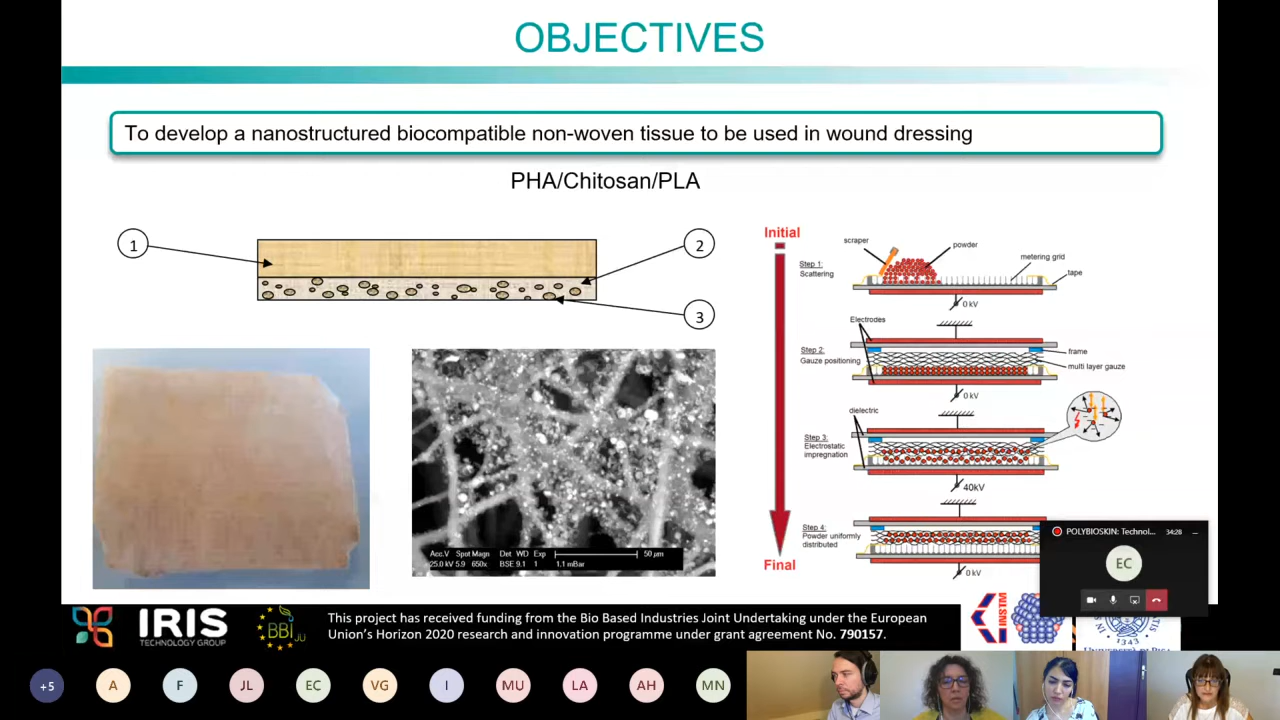 OBJECTIVES
To develop a nanostructured biocompatible non-woven tissue to be used in wound dressing
PHA/Chitosan/PLA
1
2
3
Acc.V Spot Magn Det WD Exp
25.0 kV 5.9 650x BSE 9.1 1 1.1 mBar
50 µm
Initial
scraper
powder
metering grid
tape
Step 1:
Scattering
0 kV
Electrodes
Step 2:
Gauze positioning
frame
multi layer gauze
0 kV
dielectric
Step 3:
Electrostatic
impregnation
40kV
Step 4:
Powder uniformly
distributed
0 kV
Final
POLYBIOSKIN: Technol... 34:28
EC
IRIS
TECHNOLOGY GROUP
BBI JU
This project has received funding from the Bio Based Industries Joint Undertaking under the European
Union's Horizon 2020 research and innovation programme under grant agreement No. 790157.
INSTM
1343
+5 A F JL EC VG I MU LA AH MN